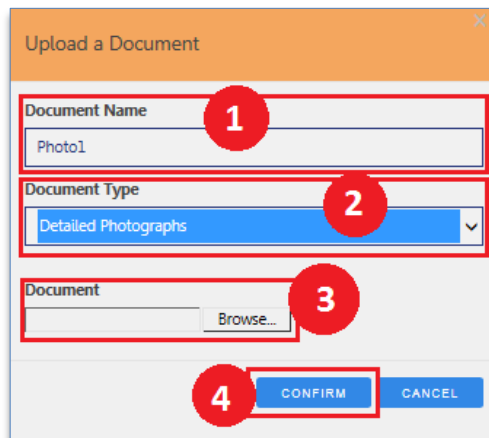 Upload a Document
×
Document Name
1
Photo1
Document Type
2
Detailed Photographs
Document
3
Browse...
4
CONFIRM CANCEL